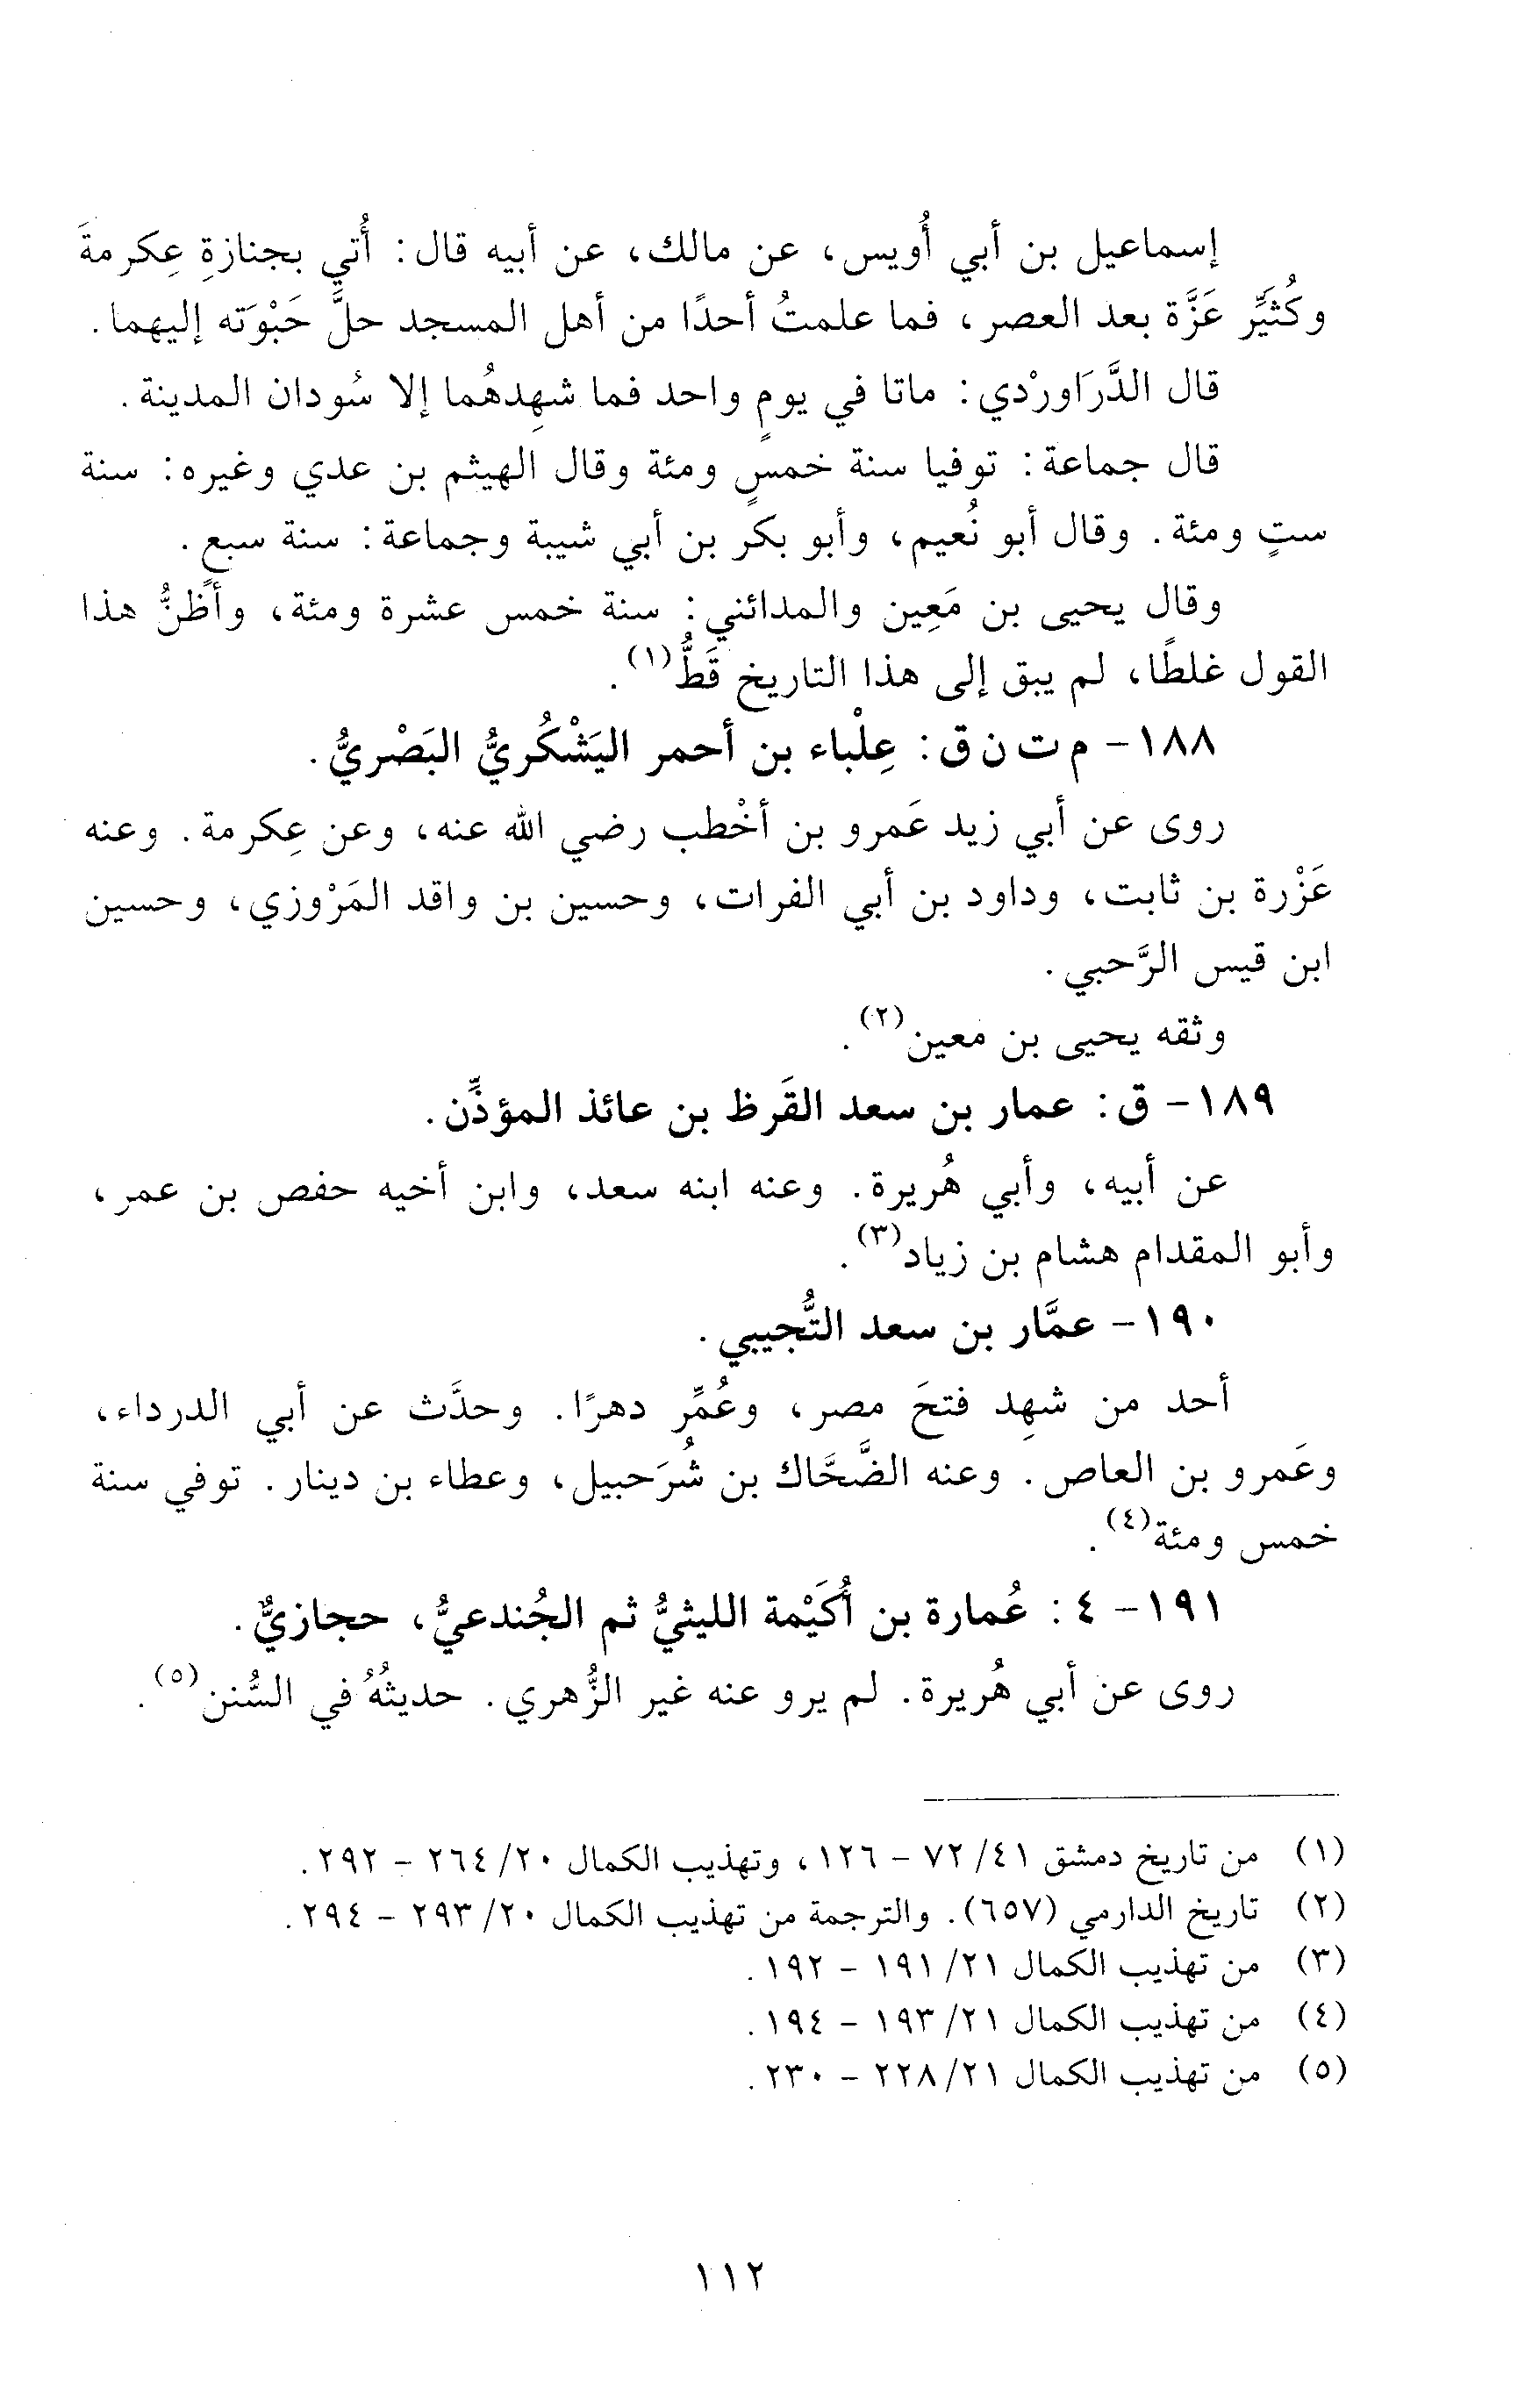 إسماعيل بن أبي أُويس، عن مالك، عن أبيه قال: أُتي بجنازةِ عِكرمةَ
وكُثيِّر عَزَّة بعد العصر، فما علمتُ أحدًا من أهل المسجد حلَّ حَبْوَته إليهما.
قال الدَّرَاورْدي: ماتا في يومٍ واحد فما شهِدهُما إلا سُودان المدينة.
قال جماعة: توفيا سنة خمسٍ ومئة وقال الهيثم بن عدي وغيره: سنة
ستٍ ومئة. وقال أبو نُعيم، وأبو بكر بن أبي شيبة وجماعة: سنة سبعٍ.
وقال يحيى بن مَعِين والمدائني: سنة خمس عشرة ومئة، وأظنُّ هذا
القول غلطًا، لم يبق إلى هذا التاريخ قَطُّ(١).
١٨٨- م ت ن ق: عِلْباء بن أحمر اليَشْكُريُّ البَصْريُّ.
روى عن أبي زيد عَمرو بن أخْطب رضي الله عنه، وعن عِكرمة. وعنه
عَزْرة بن ثابت، وداود بن أبي الفرات، وحسين بن واقد المَرْوزي، وحسين
ابن قيس الرَّحبي.
وثقه يحيى بن معين(٢).
١٨٩- ق: عمار بن سعد القَرظ بن عائذ المؤذِّن.
عن أبيه، وأبي هُريرة. وعنه ابنه سعد، وابن أخيه حفص بن عمر،
وأبو المقدام هشام بن زياد(٣).
١٩٠- عمَّار بن سعد التُّجيبي.
أحد من شهِد فتحَ مصر، وعُمِّر دهرًا. وحدَّث عن أبي الدرداء،
وعَمرو بن العاص. وعنه الضَّحَّاك بن شُرَحبيل، وعطاء بن دينار. توفي سنة
خمس ومئة(٤).
١٩١- ٤: عُمارة بن أُكَيْمة الليثيُّ ثم الجُندعيُّ، حجازيٌّ.
روى عن أبي هُريرة. لم يرو عنه غير الزُّهري. حديثُهُ في السُّنن(٥).
(١) من تاريخ دمشق ٤١/ ٧٢ - ١٢٦، وتهذيب الكمال ٢٠/ ٢٦٤ - ٢٩٢.
(٢) تاريخ الدارمي (٦٥٧). والترجمة من تهذيب الكمال ٢٠/ ٢٩٣ - ٢٩٤.
(٣) من تهذيب الكمال ٢١/ ١٩١ - ١٩٢.
(٤) من تهذيب الكمال ٢١/ ١٩٣ - ١٩٤.
(٥) من تهذيب الكمال ٢١/ ٢٢٨ - ٢٣٠.
١١٢